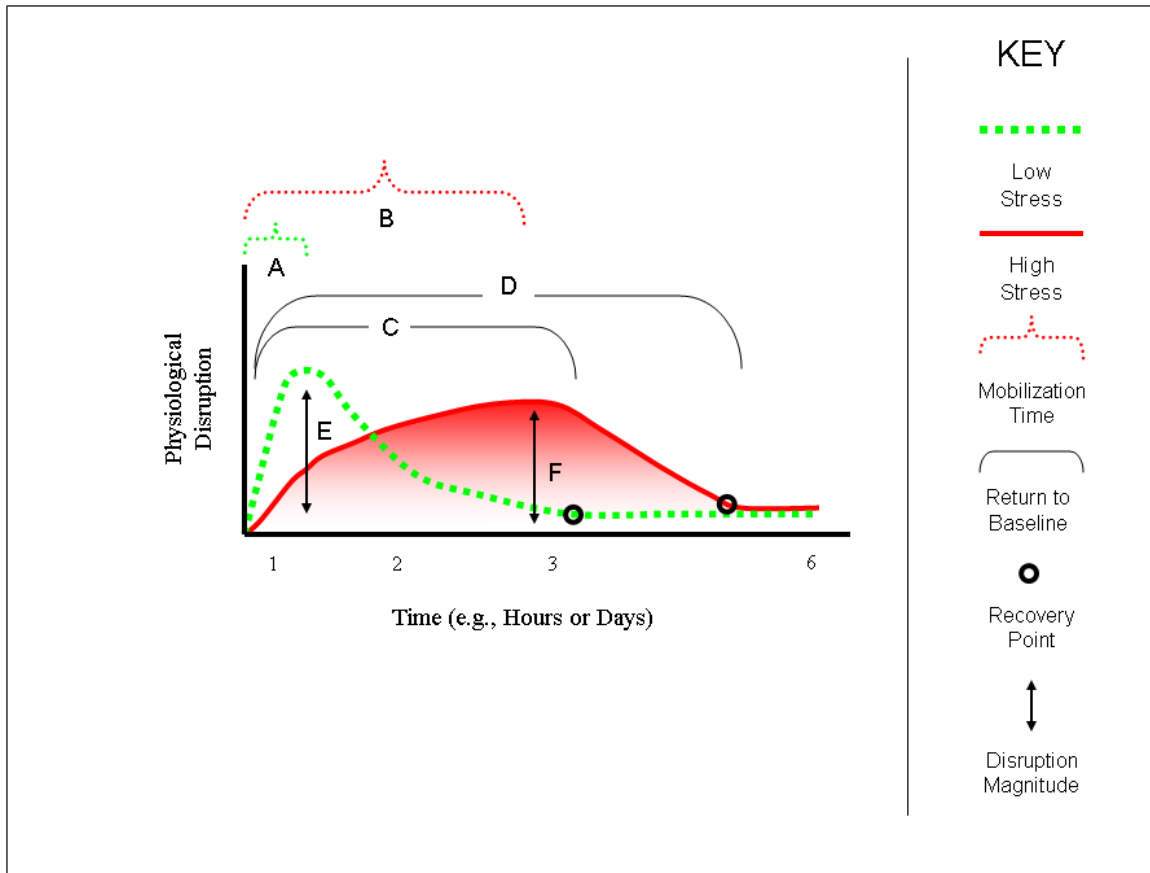 KEY
Low
Stress
High
Stress
Mobilization
Time
Return to
Baseline
Recovery
Point
Disruption
Magnitude
B
A
D
C
E
F
Physiological
Disruption
1 2 3 6
Time (e.g., Hours or Days)